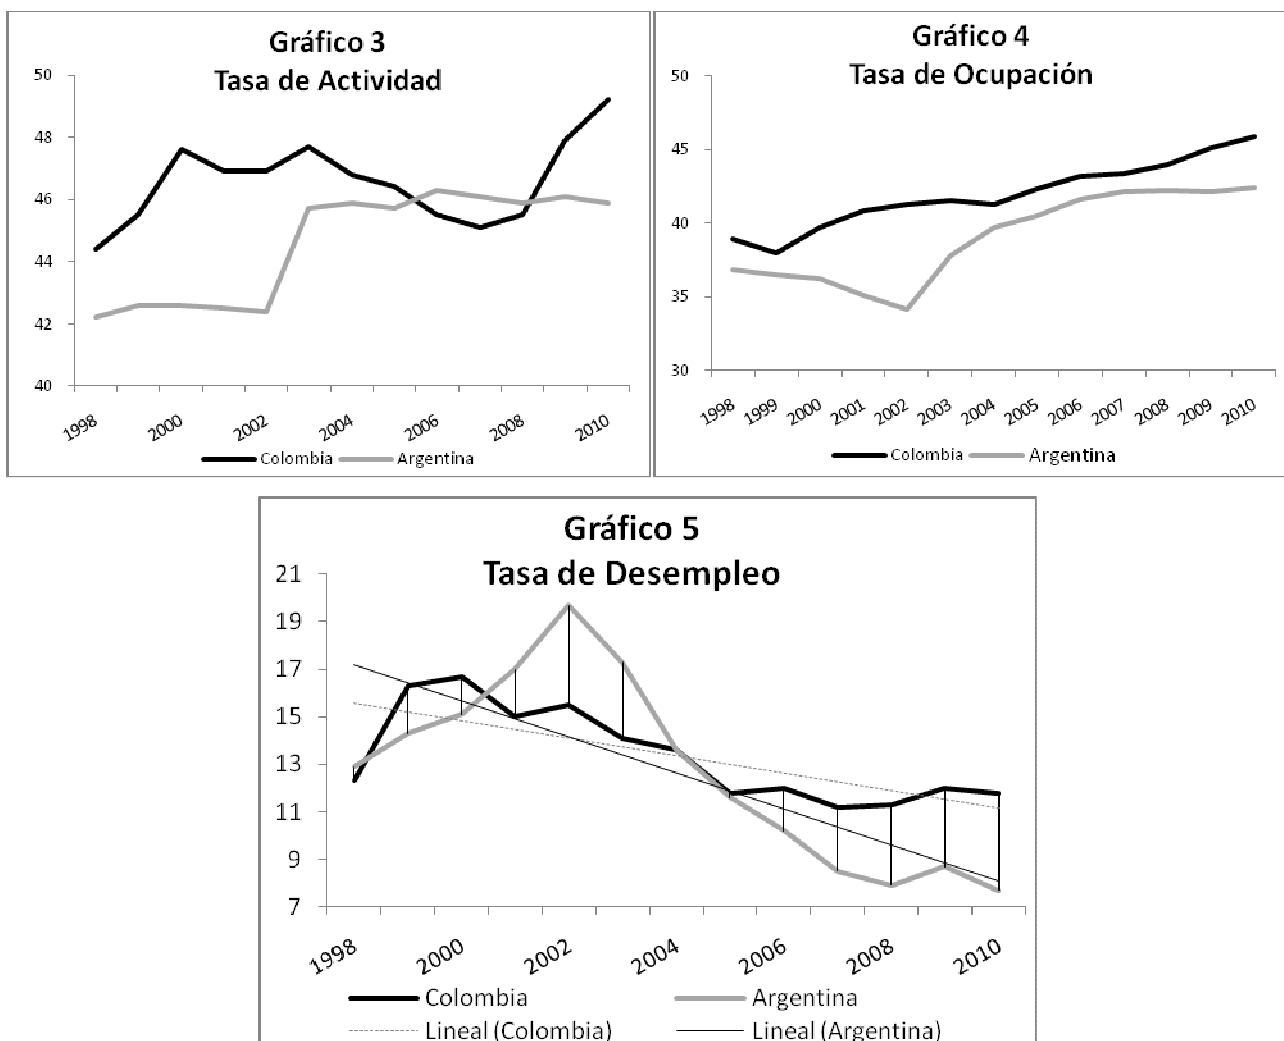 Gráfico 3
Tasa de Actividad
50
48
46
44
42
40
1998 2000 2002 2004 2006 2008 2010
Colombia Argentina
Gráfico 4
Tasa de Ocupación
50
45
40
35
30
1998 1999 2000 2001 2002 2003 2004 2005 2006 2007 2008 2009 2010
Colombia Argentina
Gráfico 5
Tasa de Desempleo
21
19
17
15
13
11
9
7
1998 2000 2002 2004 2006 2008 2010
Colombia Argentina
Lineal (Colombia) Lineal (Argentina)